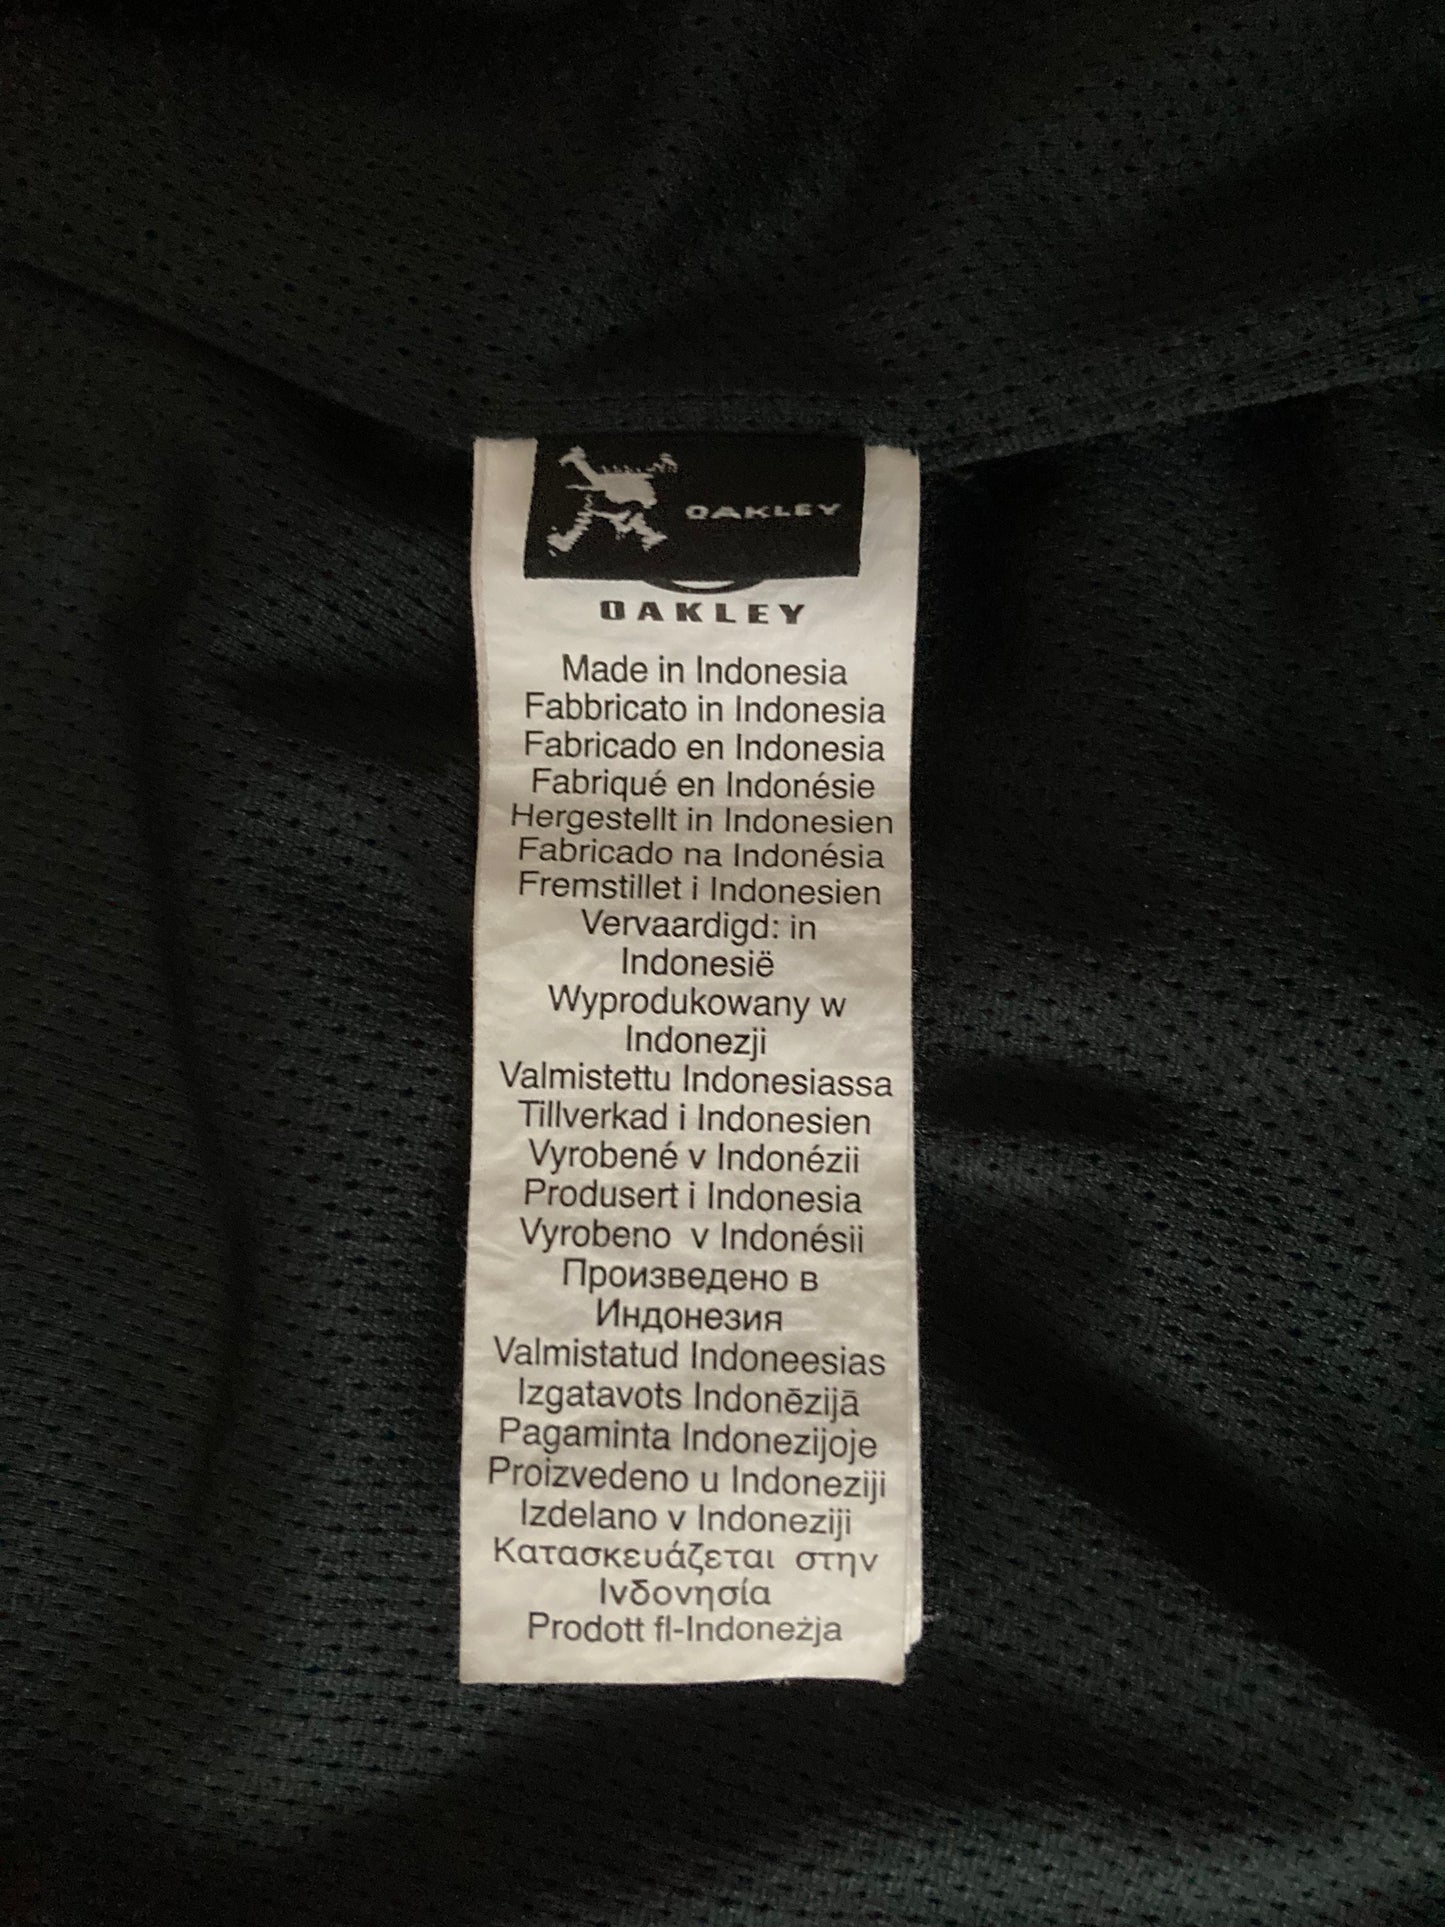 OAKLEY
OAKLEY
Made in Indonesia
Fabbricato in Indonesia
Fabricado en Indonesia
Fabriqué en Indonésie
Hergestellt in Indonesien
Fabricado na Indonésia
Fremstillet i Indonesien
Vervaardigd: in
Indonesië
Wyprodukowany w
Indonezji
Valmistettu Indonesiassa
Tillverkad i Indonesien
Vyrobené v Indonézii
Produsert i Indonesia
Vyrobeno v Indonésii
Произведено в
Индонезия
Valmistatud Indoneesias
Izgatavots Indonēzijā
Pagaminta Indonezijoje
Proizvedeno u Indoneziji
Izdelano v Indoneziji
Κατασκευάζεται στην
Ινδονησία
Prodott fl-Indoneżja